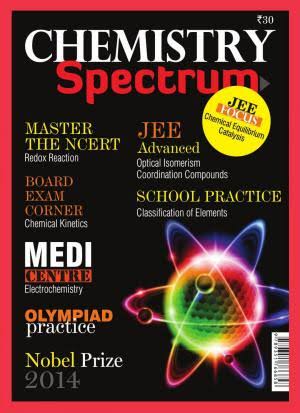 ₹30
CHEMISTRY
Spectrum
JEE
FOCUS
Chemical Equilibrium
Catalysis
MASTER
THE NCERT
Redox Reaction
JEE
Advanced
Optical Isomerism
Coordination Compounds
BOARD
EXAM
CORNER
Chemical Kinetics
SCHOOL PRACTICE
Classification of Elements
MEDI
CENTRE
Electrochemistry
OLYMPIAD
practice
Nobel Prize
2014